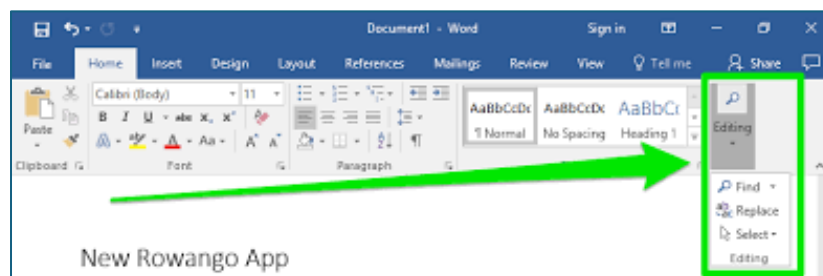 Document1 - Word Sign in
File Home Insert Design Layout References Mailings Review View Tell me Share
Calibri (Body) 11
Paste
B I U abc x₂ x²
A Aa A A
AaBbCcDc AaBbCcDc AaBbCc
¶ Normal No Spacing Heading 1
Editing
Clipboard Font Paragraph
Find
Replace
Select
Editing
New Rowango App